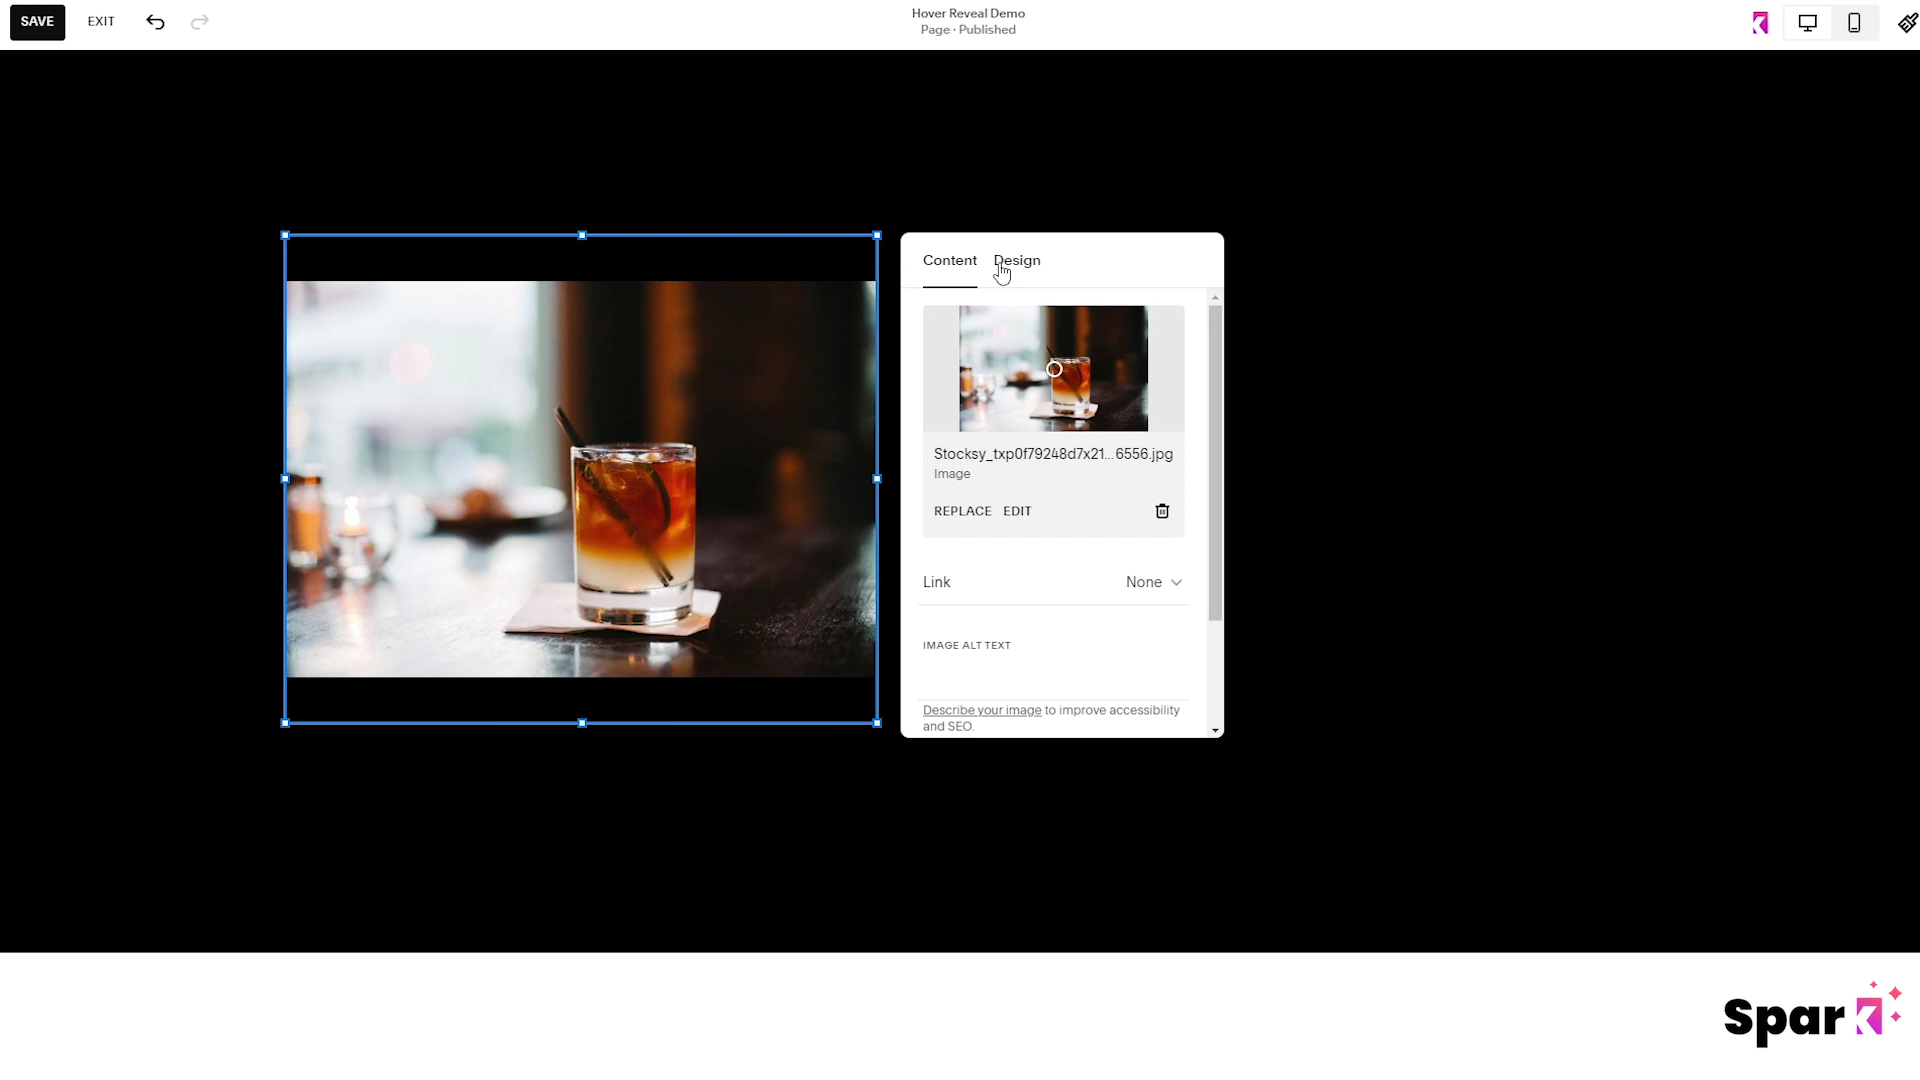 SAVE
EXIT
Hover Reveal Demo
Page · Published
Content
Design
Stocksy_txp0f79248d7x21...6556.jpg
Image
REPLACE
EDIT
Link
None
IMAGE ALT TEXT
Describe your image to improve accessibility
and SEO.
Spark